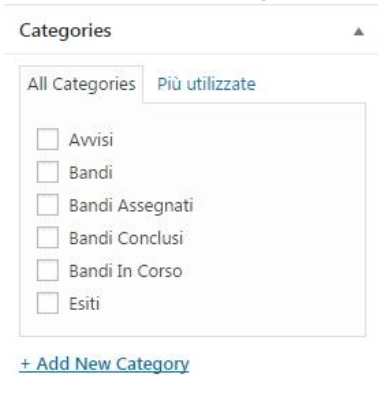 Categories
All Categories Più utilizzate
Avvisi
Bandi
Bandi Assegnati
Bandi Conclusi
Bandi In Corso
Esiti
+ Add New Category